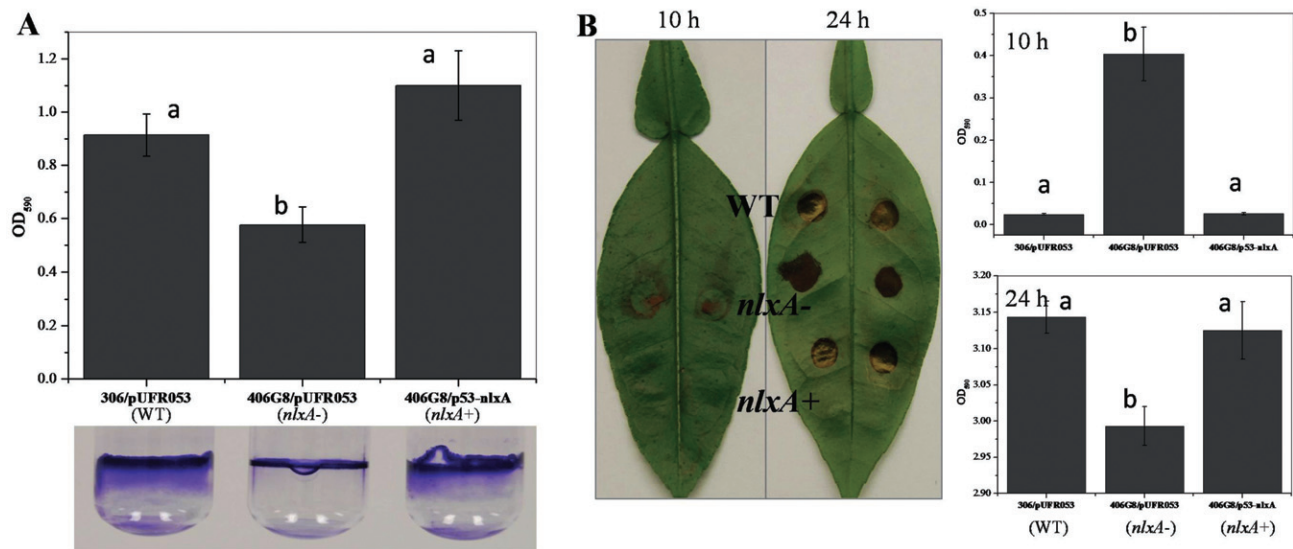 A
a
a
b
OD590
1.2
1.0
0.8
0.6
0.4
0.2
0.0
306/pUFR053 406G8/pUFR053 406G8/p53-nlxA
(WT) (nlxA-) (nlxA+)
B
10 h 24 h
WT
nlxA-
nlxA+
10 h
b
a
a
OD590
0.5
0.4
0.3
0.2
0.1
0.0
306/pUFR053 406G8/pUFR053 406G8/p53-nlxA
24 h
a
a
b
OD590
3.20
3.15
3.10
3.05
3.00
2.95
2.90
306/pUFR053 406G8/pUFR053 406G8/p53-nlxA
(WT) (nlxA-) (nlxA+)